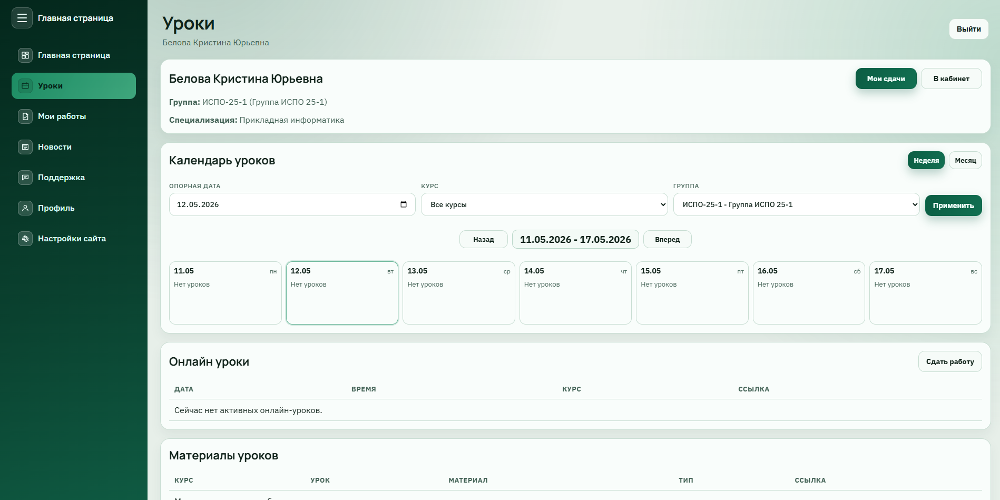 Главная страница
Главная страница
Уроки
Мои работы
Новости
Поддержка
Профиль
Настройки сайта
Уроки
Белова Кристина Юрьевна
Выйти
Белова Кристина Юрьевна
Мои сдачи
В кабинет
Группа: ИСПО-25-1 (Группа ИСПО 25-1)
Специализация: Прикладная информатика
Календарь уроков
Неделя
Месяц
ОПОРНАЯ ДАТА
КУРС
ГРУППА
12.05.2026
Все курсы
ИСПО-25-1 - Группа ИСПО 25-1
Применить
Назад
11.05.2026 - 17.05.2026
Вперед
11.05 пн
Нет уроков
12.05 вт
Нет уроков
13.05 ср
Нет уроков
14.05 чт
Нет уроков
15.05 пт
Нет уроков
16.05 сб
Нет уроков
17.05 вс
Нет уроков
Онлайн уроки
Сдать работу
ДАТА ВРЕМЯ КУРС ССЫЛКА
Сейчас нет активных онлайн-уроков.
Материалы уроков
КУРС УРОК МАТЕРИАЛ ТИП ССЫЛКА